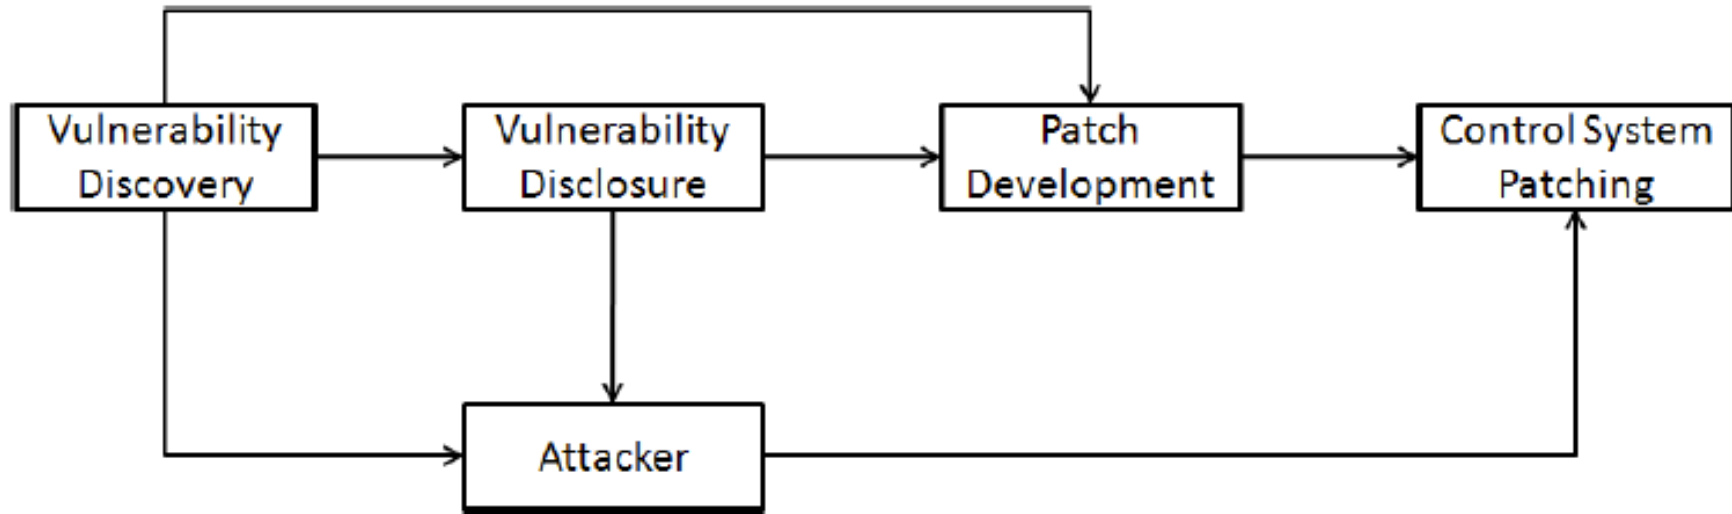 Vulnerability
Discovery
Vulnerability
Disclosure
Patch
Development
Control System
Patching
Attacker